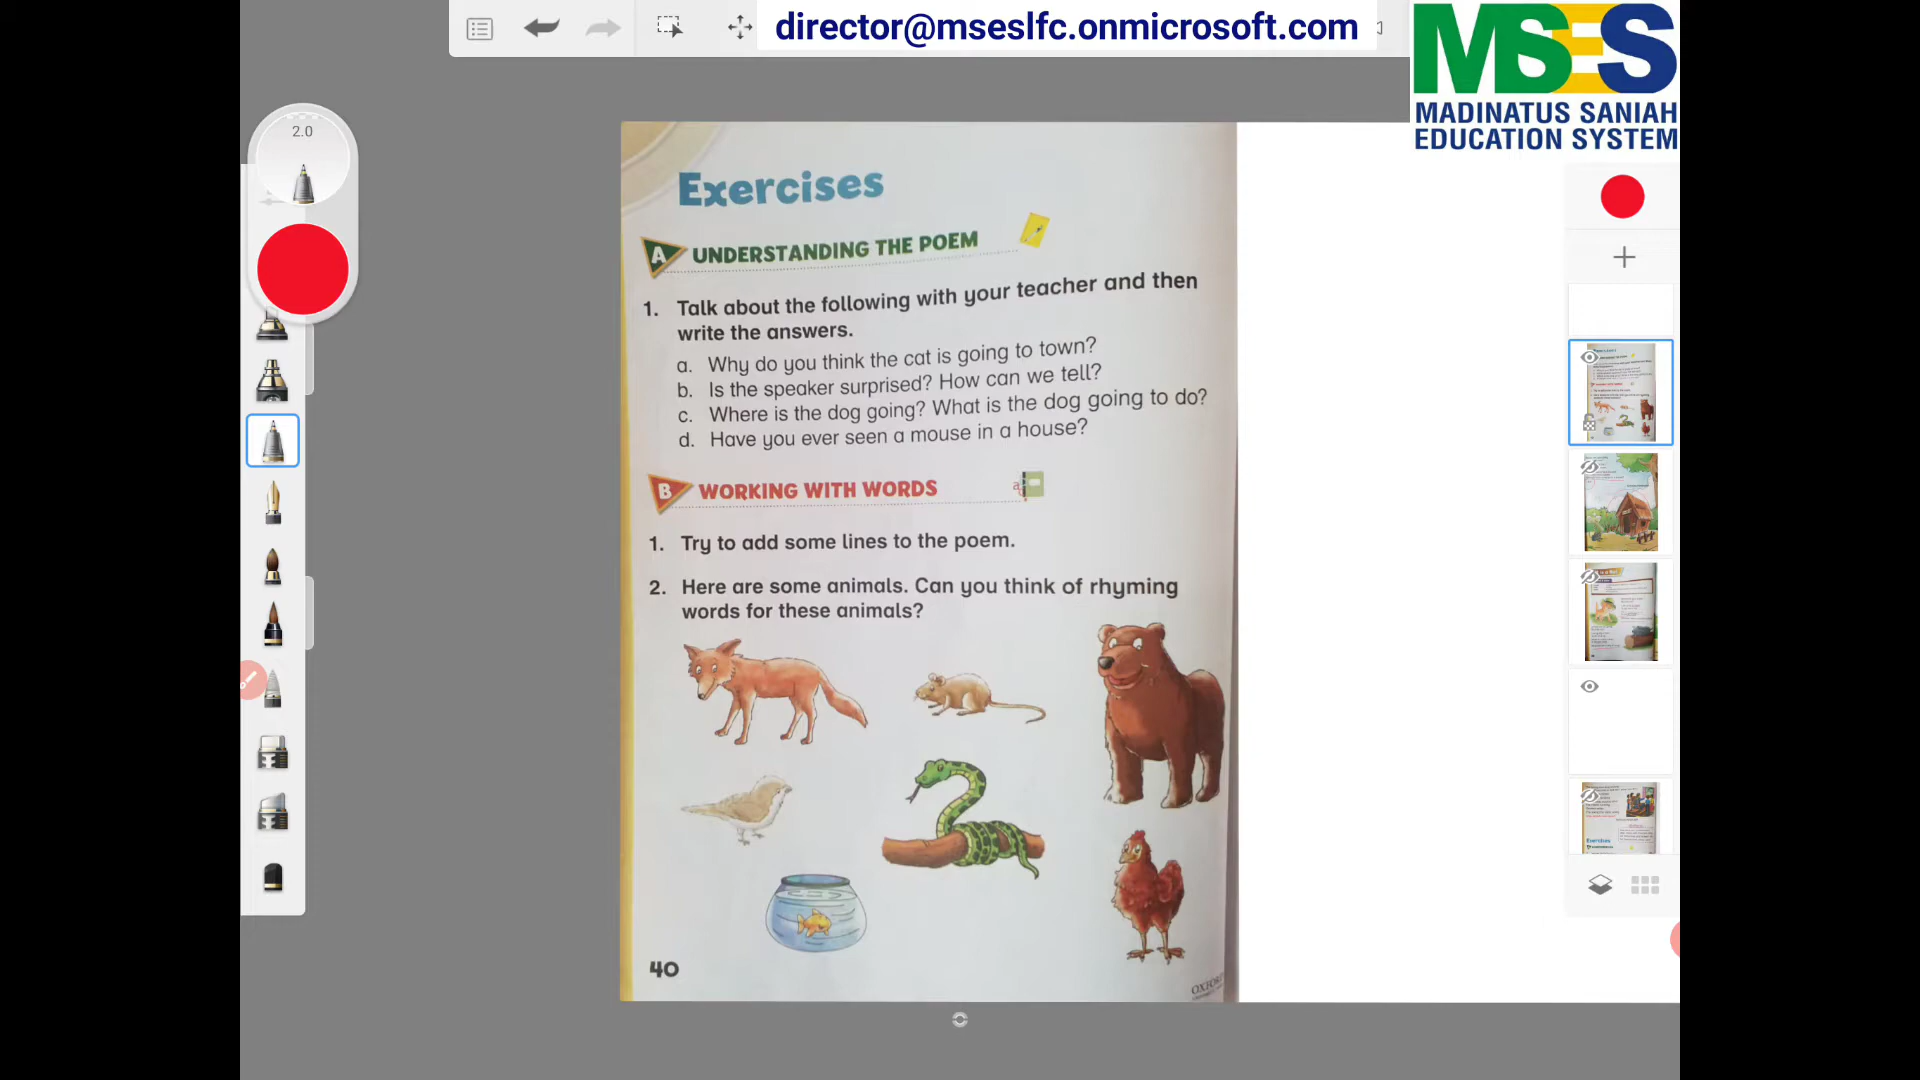 director@mseslfc.onmicrosoft.com
MSES
MADINATUS SANIAH
EDUCATION SYSTEM
2.0
Exercises
A UNDERSTANDING THE POEM
1. Talk about the following with your teacher and then
write the answers.
a. Why do you think the cat is going to town?
b. Is the speaker surprised? How can we tell?
c. Where is the dog going? What is the dog going to do?
d. Have you ever seen a mouse in a house?
B WORKING WITH WORDS
1. Try to add some lines to the poem.
2. Here are some animals. Can you think of rhyming
words for these animals?
40